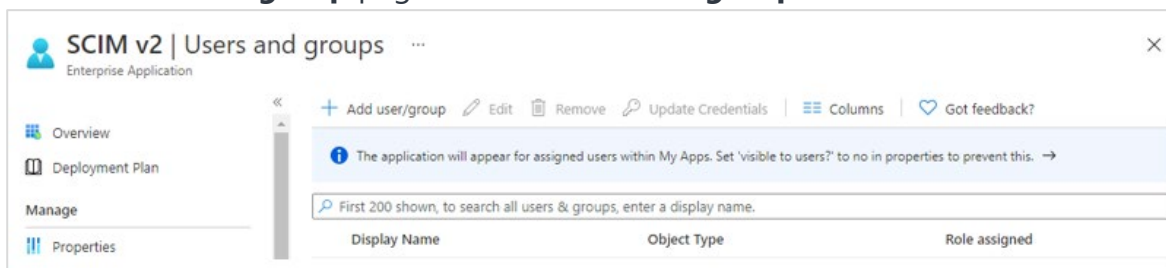 SCIM v2 | Users and groups ...
Enterprise Application
+ Add user/group Edit Remove Update Credentials Columns Got feedback?
Overview
The application will appear for assigned users within My Apps. Set 'visible to users?' to no in properties to prevent this. →
Deployment Plan
Manage
First 200 shown, to search all users & groups, enter a display name.
Properties
Display Name Object Type Role assigned